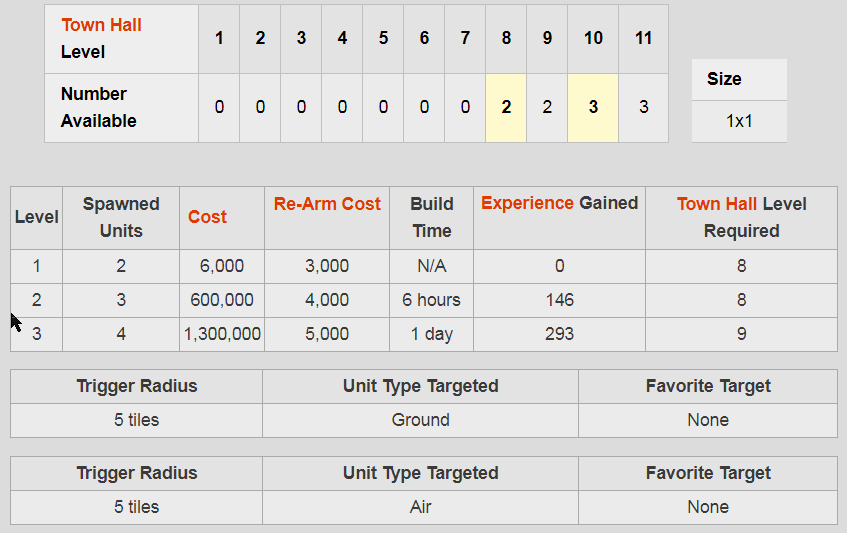 Town Hall Level 1 2 3 4 5 6 7 8 9 10 11
Number Available 0 0 0 0 0 0 0 2 2 3 3
Size
1x1
Level Spawned Units Cost Re-Arm Cost Build Time Experience Gained Town Hall Level Required
1 2 6,000 3,000 N/A 0 8
2 3 600,000 4,000 6 hours 146 8
3 4 1,300,000 5,000 1 day 293 9
Trigger Radius Unit Type Targeted Favorite Target
5 tiles Ground None
Trigger Radius Unit Type Targeted Favorite Target
5 tiles Air None